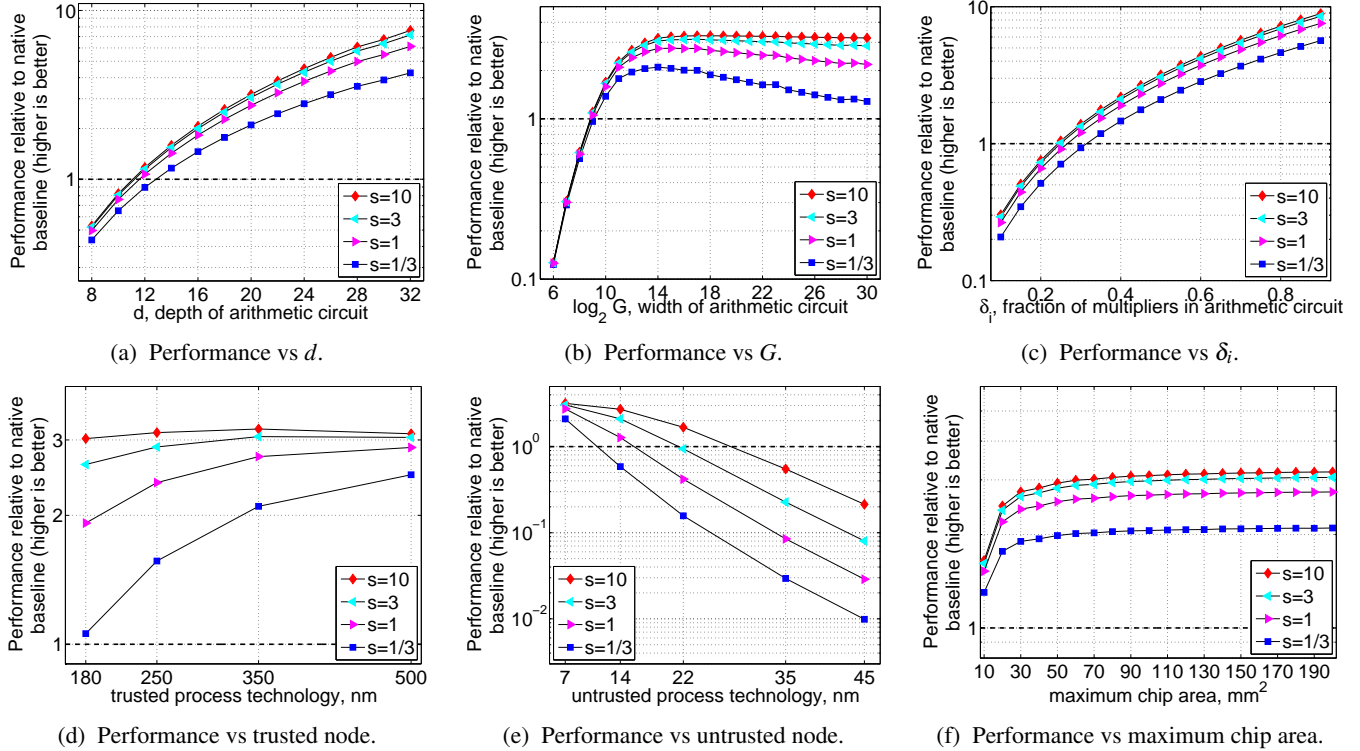 Performance relative to native
baseline (higher is better)
10
1
s=10
s=3
s=1
s=1/3
8 12 16 20 24 28 32
d, depth of arithmetic circuit
(a) Performance vs d.
Performance relative to native
baseline (higher is better)
1
0.1
s=10
s=3
s=1
s=1/3
6 10 14 18 22 26 30
log2 G, width of arithmetic circuit
(b) Performance vs G.
Performance relative to native
baseline (higher is better)
10
1
0.1
s=10
s=3
s=1
s=1/3
0.2 0.4 0.6 0.8
δi, fraction of multipliers in arithmetic circuit
(c) Performance vs δi.
Performance relative to native
baseline (higher is better)
3
2
1
s=10
s=3
s=1
s=1/3
180 250 350 500
trusted process technology, nm
(d) Performance vs trusted node.
Performance relative to native
baseline (higher is better)
10^0
10^−1
10^−2
s=10
s=3
s=1
s=1/3
7 14 22 35 45
untrusted process technology, nm
(e) Performance vs untrusted node.
Performance relative to native
baseline (higher is better)
1
s=10
s=3
s=1
s=1/3
10 30 50 70 90 110 130 150 170 190
maximum chip area, mm²
(f) Performance vs maximum chip area.